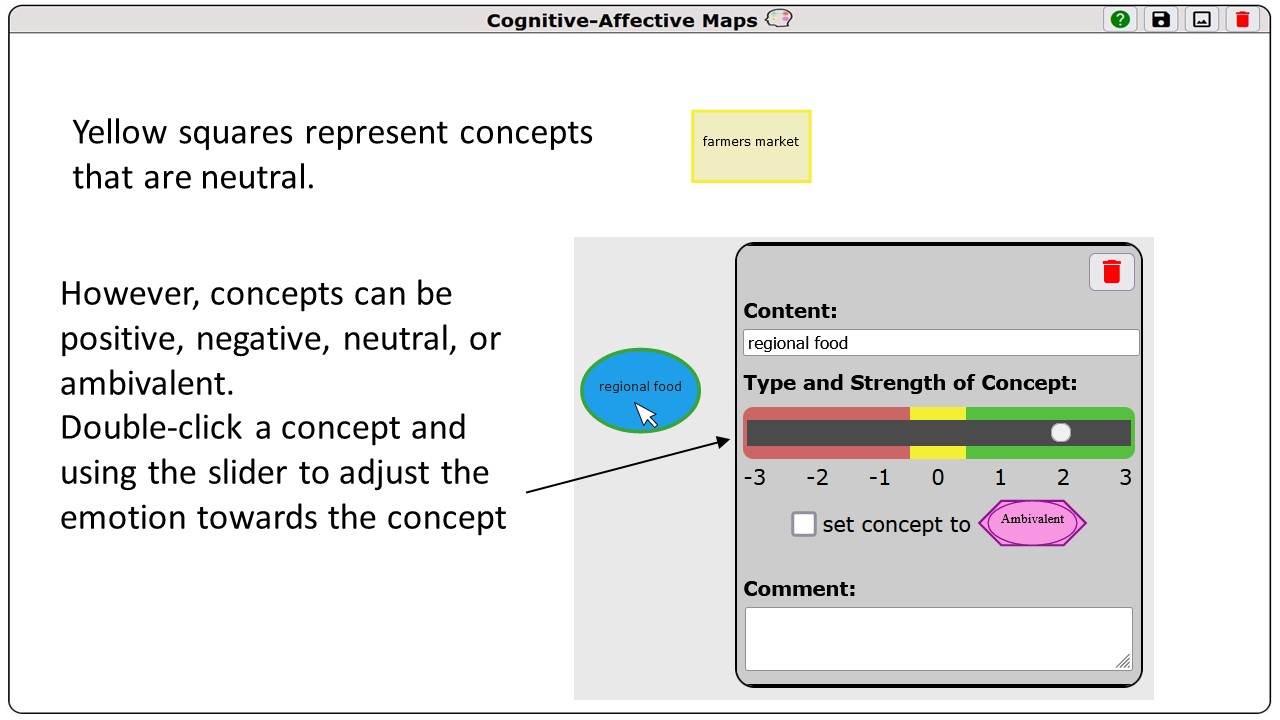 Cognitive-Affective Maps
Yellow squares represent concepts
that are neutral.
farmers market
However, concepts can be
positive, negative, neutral, or
ambivalent.
Double-click a concept and
using the slider to adjust the
emotion towards the concept
regional food
Content:
regional food
Type and Strength of Concept:
-3 -2 -1 0 1 2 3
set concept to Ambivalent
Comment: